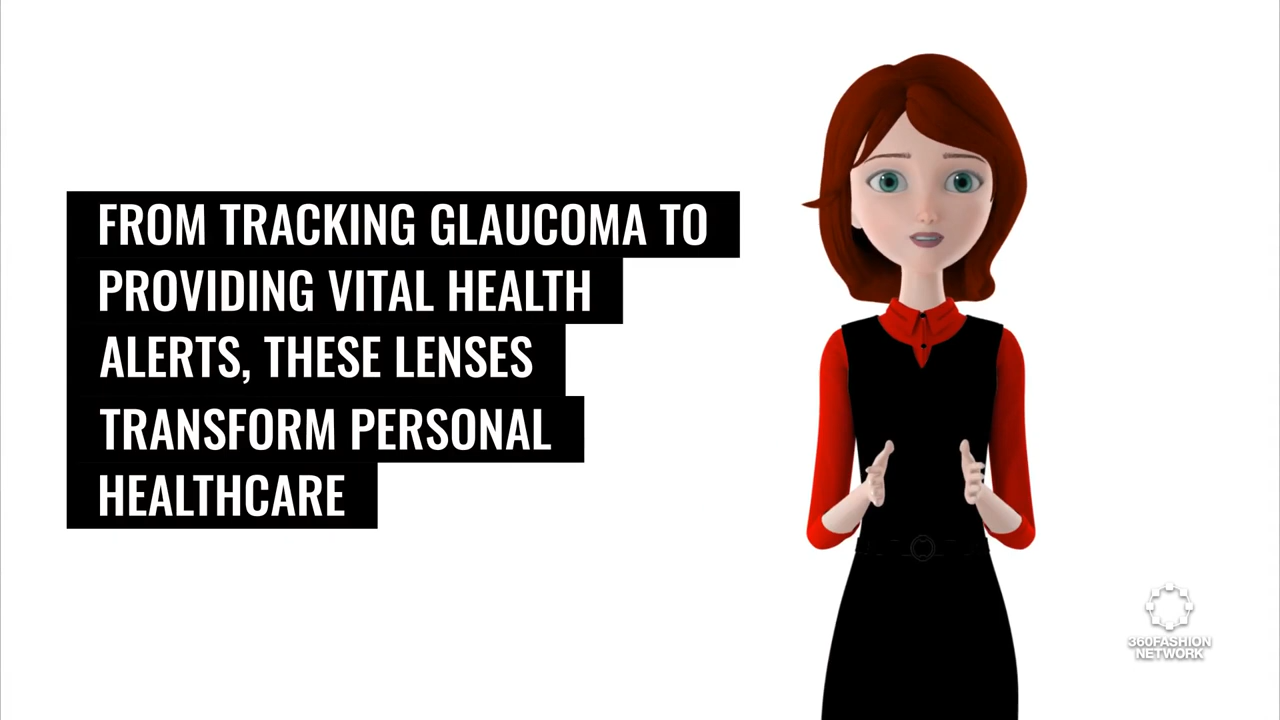 FROM TRACKING GLAUCOMA TO
PROVIDING VITAL HEALTH
ALERTS, THESE LENSES
TRANSFORM PERSONAL
HEALTHCARE
360FASHION
NETWORK